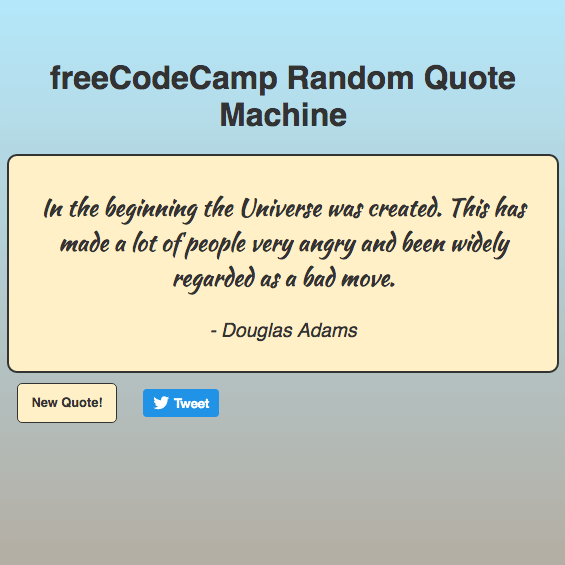 freeCodeCamp Random Quote
Machine
In the beginning the Universe was created. This has
made a lot of people very angry and been widely
regarded as a bad move.
- Douglas Adams
New Quote!
Tweet